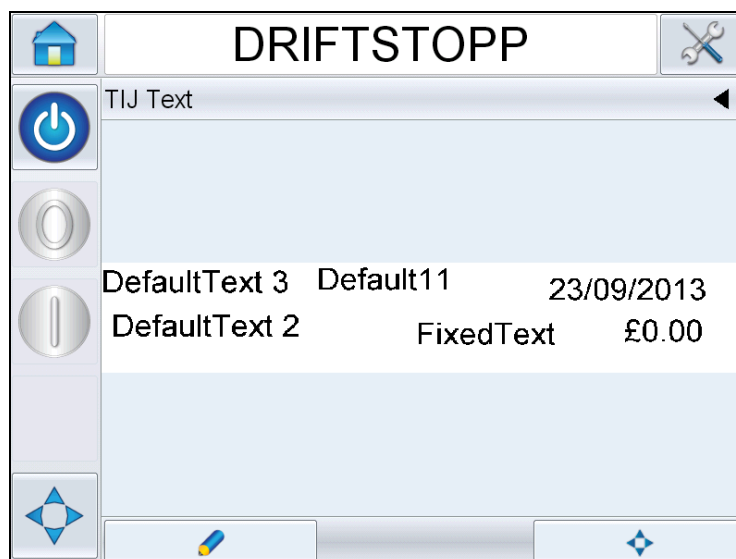 DRIFTSTOPP
TIJ Text
DefaultText 3 Default11 23/09/2013
DefaultText 2 FixedText £0.00